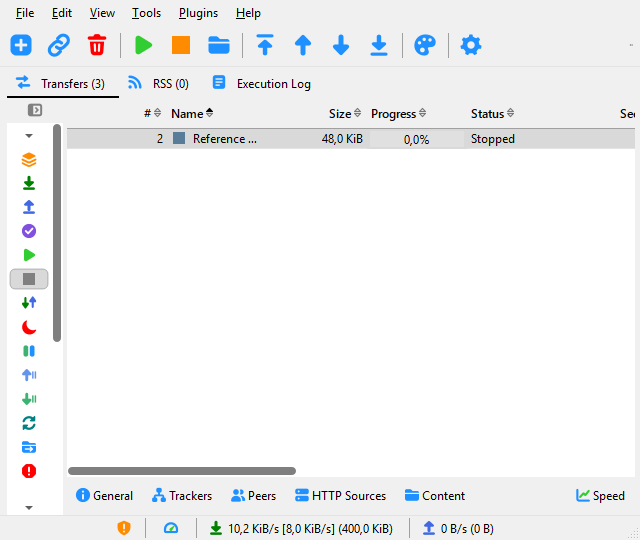 File Edit View Tools Plugins Help
Transfers (3) RSS (0) Execution Log
# Name Size Progress Status See
2 Reference ... 48,0 KiB 0,0% Stopped
General Trackers Peers HTTP Sources Content Speed
10,2 KiB/s [8,0 KiB/s] (400,0 KiB) 0 B/s (0 B)